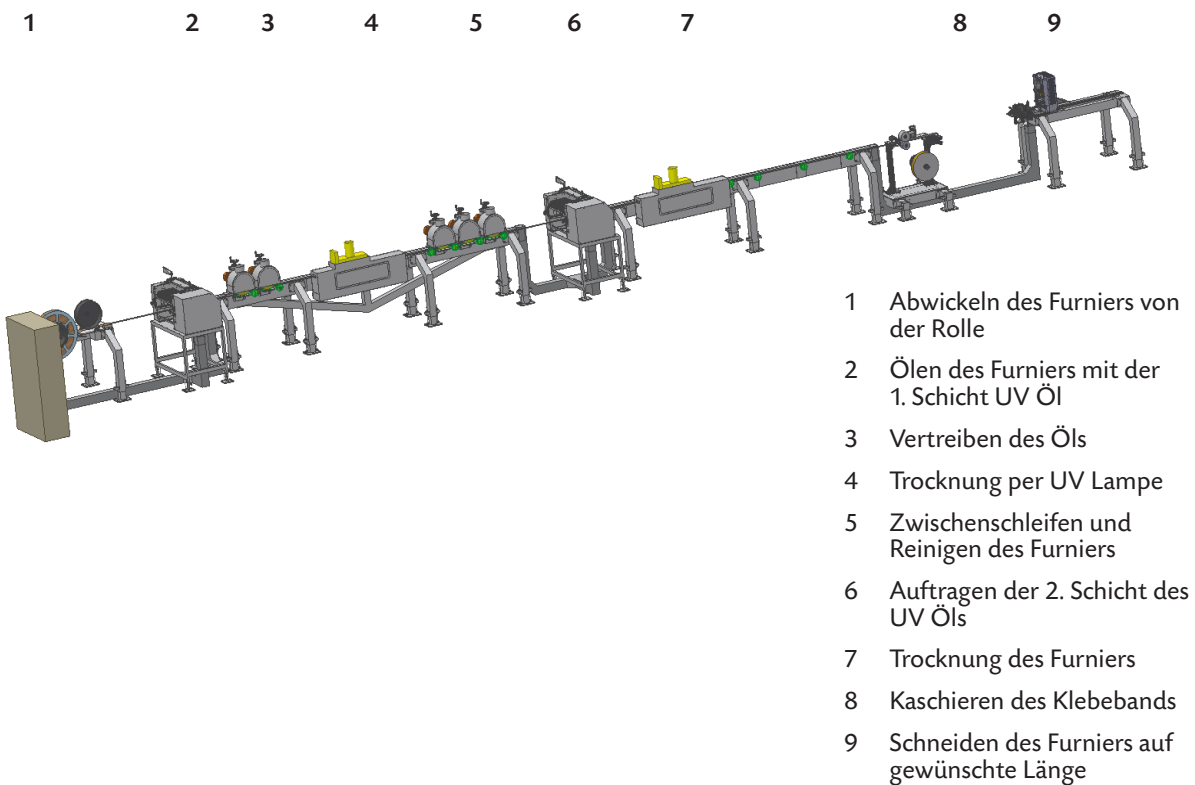 1 2 3 4 5 6 7 8 9
1 Abwickeln des Furniers von
der Rolle
2 Ölen des Furniers mit der
1. Schicht UV Öl
3 Vertreiben des Öls
4 Trocknung per UV Lampe
5 Zwischenschleifen und
Reinigen des Furniers
6 Auftragen der 2. Schicht des
UV Öls
7 Trocknung des Furniers
8 Kaschieren des Klebebands
9 Schneiden des Furniers auf
gewünschte Länge